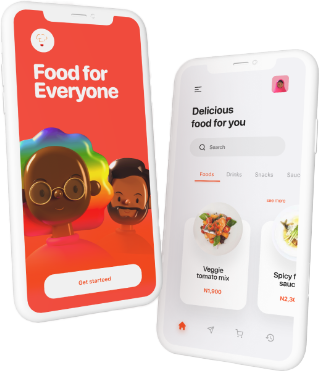 Food for
Everyone
Get started
Delicious
food for you
Search
Foods
Drinks
Snacks
Sauc
see more
Veggie
tomato mix
N1,900
Spicy f
sauc
N2,3